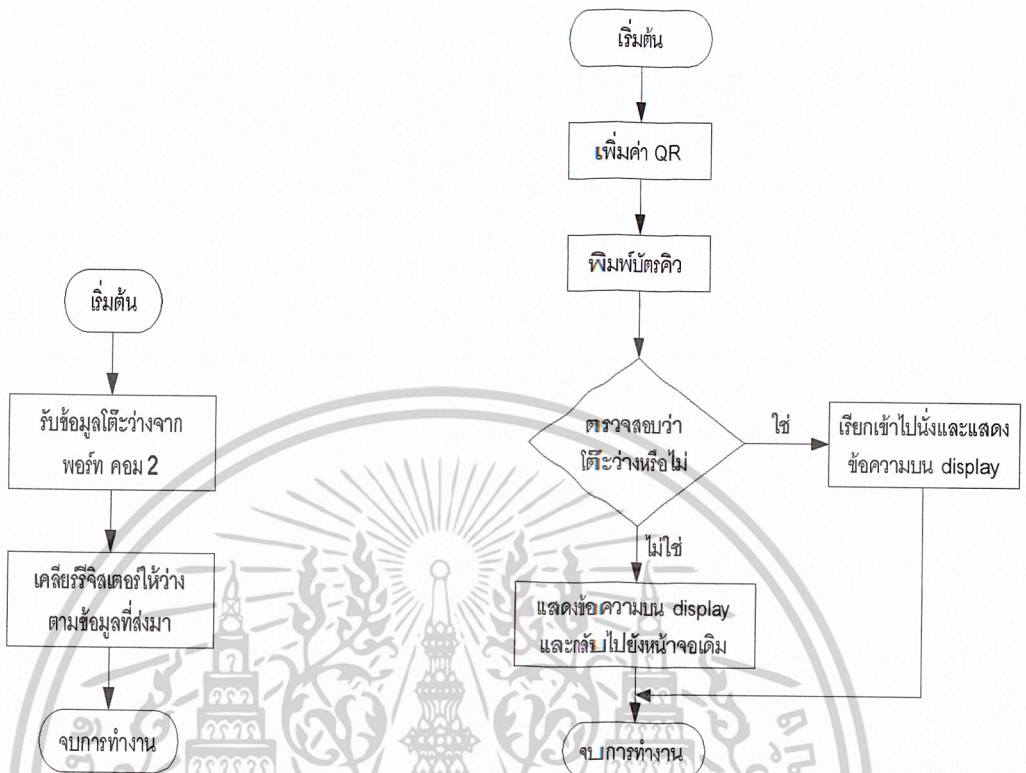 เริ่มต้น
รับข้อมูลโต๊ะว่างจาก
พอร์ท คอม 2
เคลียร์รีจิสเตอร์ให้ว่าง
ตามข้อมูลที่ส่งมา
จบการทำงาน
เริ่มต้น
เพิ่มค่า QR
พิมพ์บัตรคิว
ตรวจสอบว่า
โต๊ะว่างหรือไม่
ใช่
เรียกเข้าไปนั่งและแสดง
ข้อความบน display
ไม่ใช่
แสดงข้อความบน display
และกลับไปยังหน้าจอเดิม
จบการทำงาน